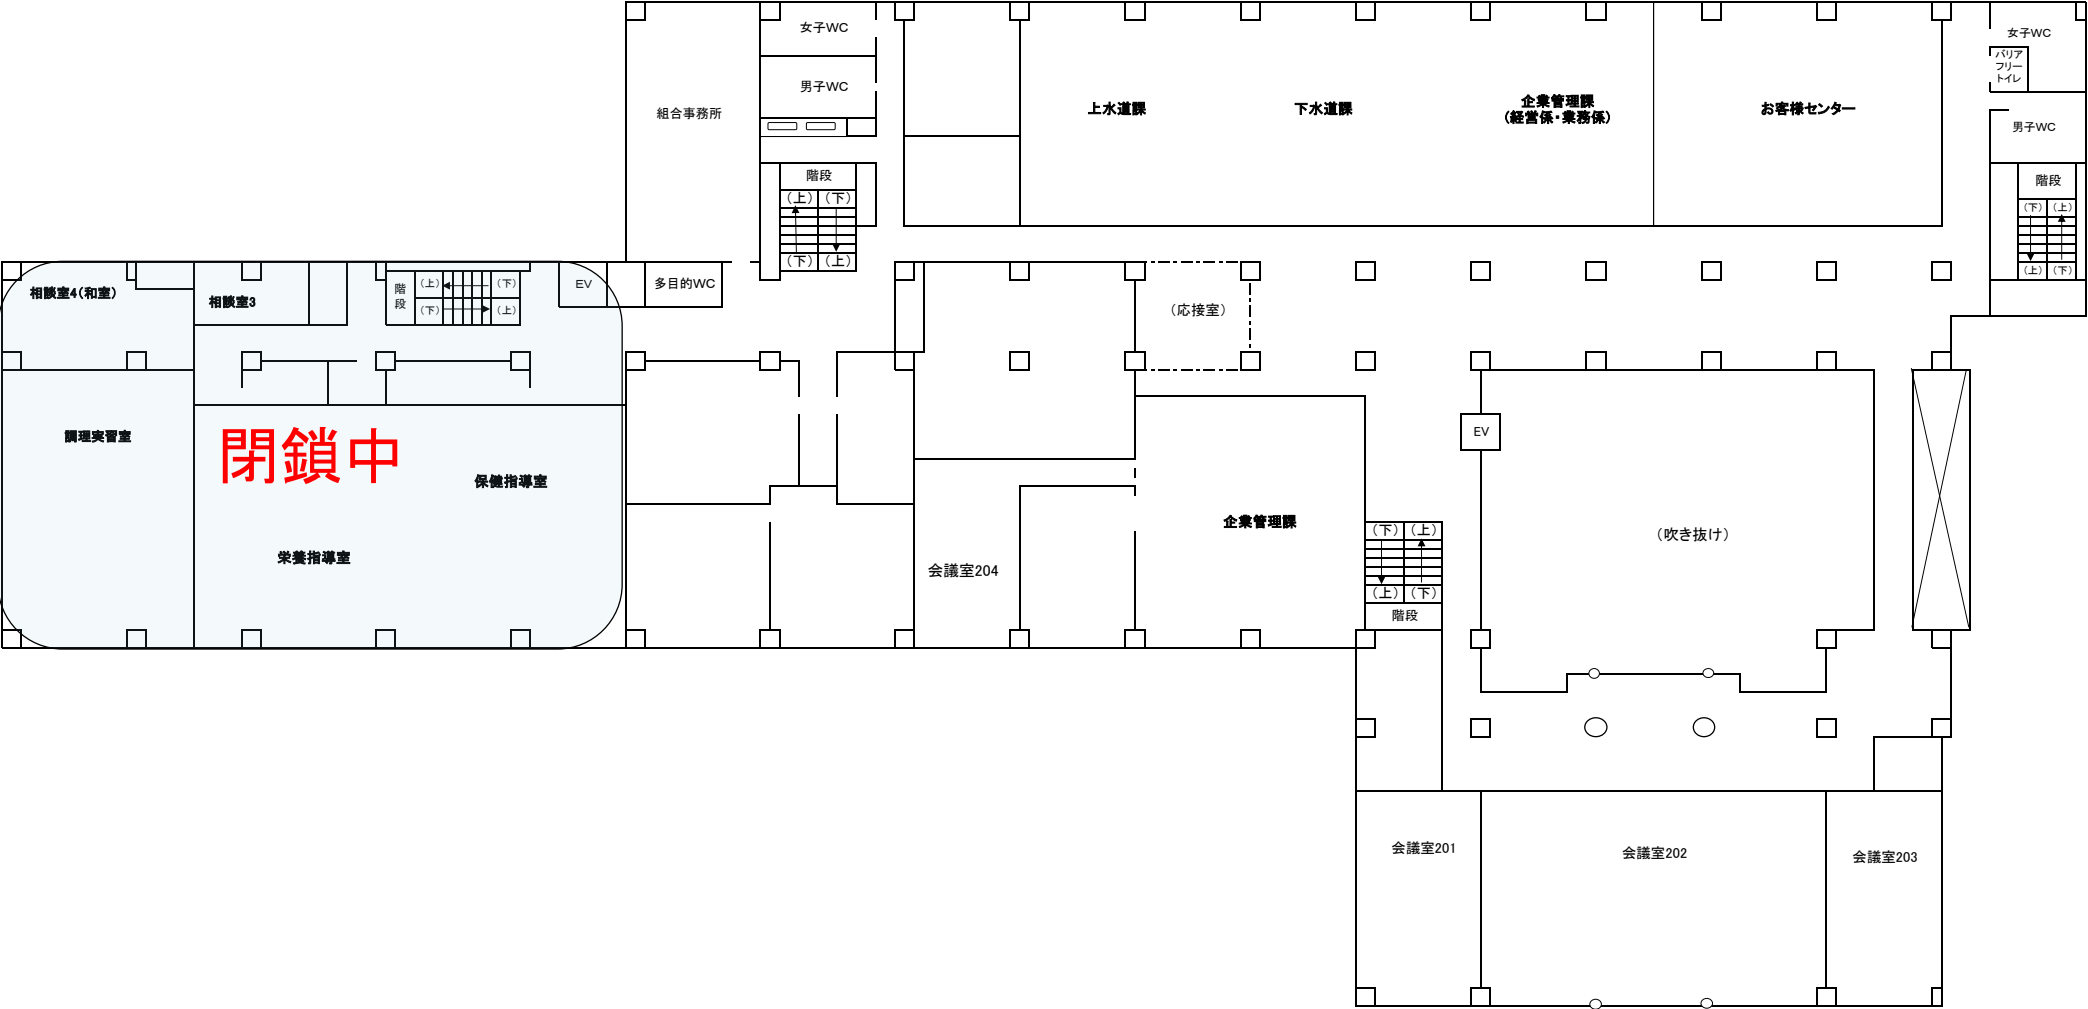 女子WC
男子WC
組合事務所
階段
（上）
（下）
（下）
（上）
上水道課
下水道課
企業管理課
(経営係・業務係)
お客様センター
女子WC
バリア
フリー
トイレ
男子WC
階段
（下）
（上）
（上）
（下）
相談室4(和室)
相談室3
階
段
（上）
（下）
（下）
（上）
EV
多目的WC
（応接室）
調理実習室
閉鎖中
保健指導室
栄養指導室
会議室204
企業管理課
（下）
（上）
（上）
（下）
階段
EV
（吹き抜け）
会議室201
会議室202
会議室203